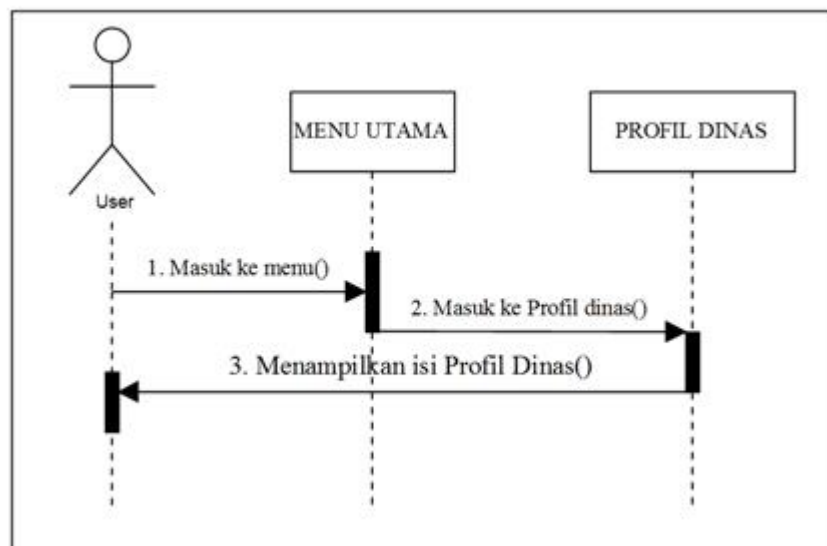 MENU UTAMA
PROFIL DINAS
User
1. Masuk ke menu()
2. Masuk ke Profil dinas()
3. Menampilkan isi Profil Dinas()